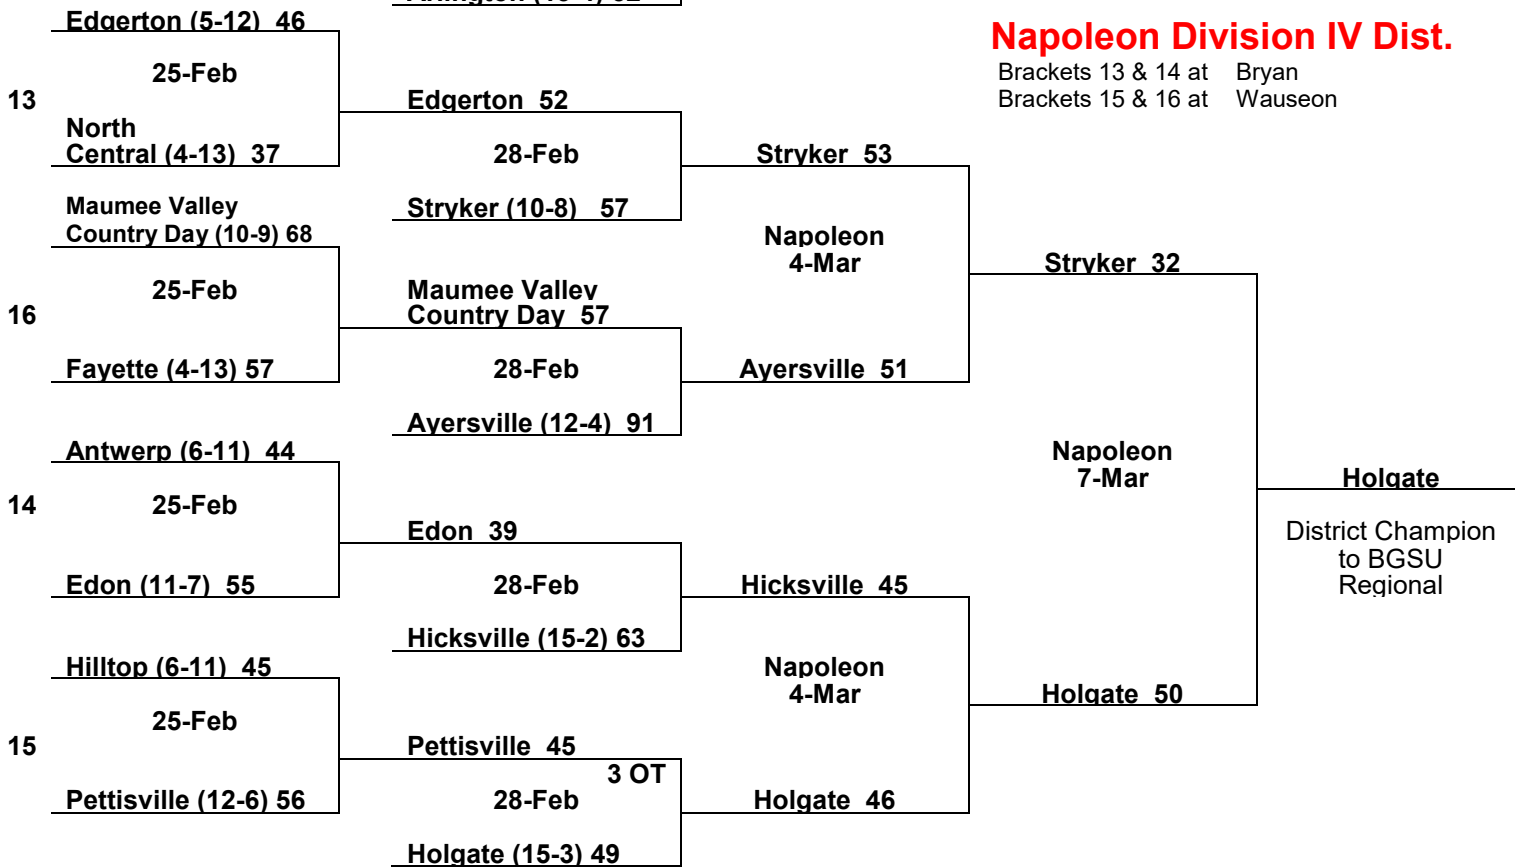 Edgerton (5-12) 46
Napoleon Division IV Dist.
25-Feb
Brackets 13 & 14 at Bryan
13
Edgerton 52
Brackets 15 & 16 at Wauseon
North
Central (4-13) 37
28-Feb
Stryker 53
Maumee Valley
Stryker (10-8) 57
Country Day (10-9) 68
Napoleon
4-Mar
Stryker 32
25-Feb
Maumee Valley
16
Country Day 57
Fayette (4-13) 57
28-Feb
Ayersville 51
Ayersville (12-4) 91
Antwerp (6-11) 44
Napoleon
7-Mar
Holgate
14
25-Feb
Edon 39
District Champion
to BGSU
Regional
Edon (11-7) 55
28-Feb
Hicksville 45
Hicksville (15-2) 63
Hilltop (6-11) 45
Napoleon
4-Mar
Holgate 50
25-Feb
15
Pettisville 45
3 OT
Pettisville (12-6) 56
28-Feb
Holgate 46
Holgate (15-3) 49